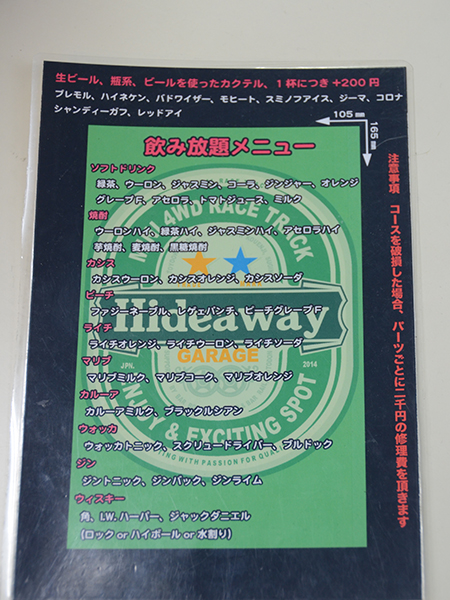 生ビール、瓶系、ビールを使ったカクテル、1杯につき+200円
プレモル、ハイネケン、バドワイザー、モヒート、スミノフアイス、ジーマ、コロナ
シャンディーガフ、レッドアイ
105㎜
165㎜
飲み放題メニュー
ソフトドリンク
緑茶、ウーロン、ジャスミン、コーラ、ジンジャー、オレンジ
グレープF、アセロラ、トマトジュース、ミルク
焼酎
ウーロンハイ、緑茶ハイ、ジャスミンハイ、アセロラハイ
芋焼酎、麦焼酎、黒糖焼酎
カシス
カシスウーロン、カシスオレンジ、カシスソーダ
ピーチ
ファジーネーブル、レゲエパンチ、ピーチグレープF
ライチ
ライチオレンジ、ライチウーロン、ライチソーダ
マリブ
マリブミルク、マリブコーク、マリブオレンジ
カルーア
カルーアミルク、ブラックルシアン
ウォッカ
ウォッカトニック、スクリュードライバー、ブルドック
ジン
ジントニック、ジンバック、ジンライム
ウィスキー
角、I.W.ハーパー、ジャックダニエル
(ロック or ハイボール or 水割り)
注意事項 コースを破損した場合、パーツごとに二千円の修理費を頂きます
4WD RACE TRACK
Hideaway
GARAGE
JPN.
2014
ENJOY & EXCITING SPOT
WITH PASSION FOR